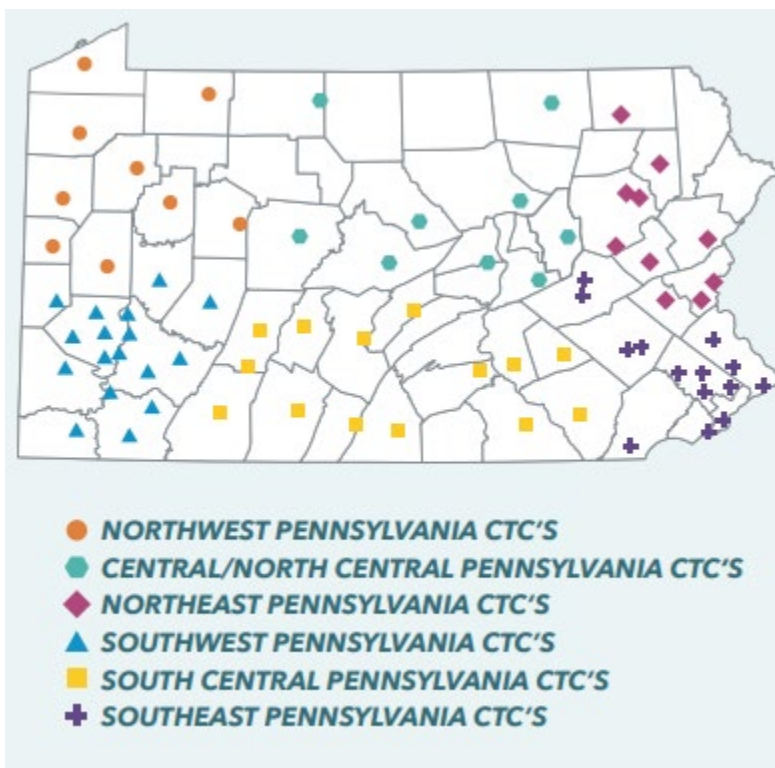 NORTHWEST PENNSYLVANIA CTC'S
CENTRAL/NORTH CENTRAL PENNSYLVANIA CTC'S
NORTHEAST PENNSYLVANIA CTC'S
SOUTHWEST PENNSYLVANIA CTC'S
SOUTH CENTRAL PENNSYLVANIA CTC'S
SOUTHEAST PENNSYLVANIA CTC'S